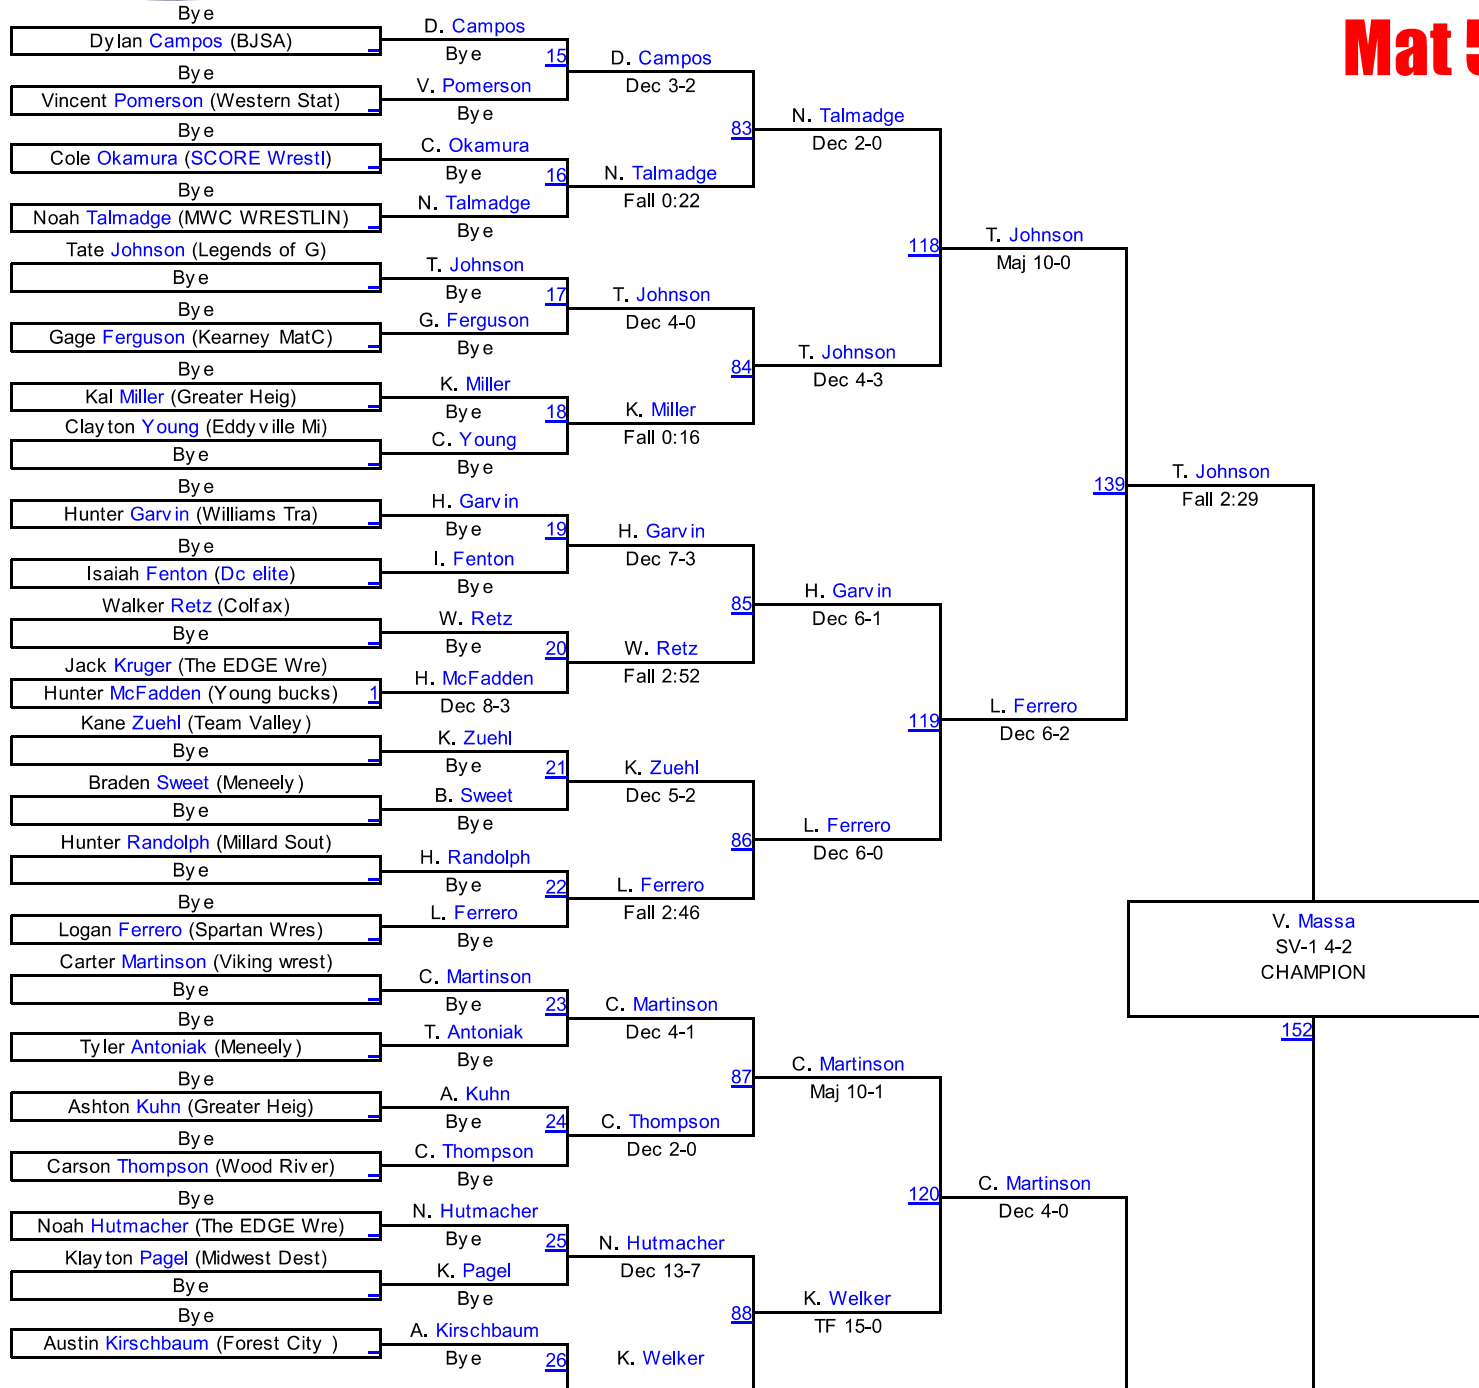 Mat 5
Bye
Dylan Campos (BJSA)
D. Campos
Bye
15
D. Campos
Dec 3-2
Bye
Vincent Pomerson (Western Stat)
V. Pomerson
Bye
83
N. Talmadge
Dec 2-0
Bye
Cole Okamura (SCORE Wrestl)
C. Okamura
Bye
16
N. Talmadge
Fall 0:22
Bye
Noah Talmadge (MWC WRESTLIN)
N. Talmadge
Bye
118
T. Johnson
Maj 10-0
Tate Johnson (Legends of G)
Bye
T. Johnson
Bye
17
T. Johnson
Dec 4-0
Bye
Gage Ferguson (Kearney MatC)
G. Ferguson
Bye
84
T. Johnson
Dec 4-3
Bye
Kal Miller (Greater Heig)
K. Miller
Bye
18
K. Miller
Fall 0:16
Clayton Young (Eddyville Mi)
Bye
C. Young
Bye
139
T. Johnson
Fall 2:29
Bye
Hunter Garvin (Williams Tra)
H. Garvin
Bye
19
H. Garvin
Dec 7-3
Bye
Isaiah Fenton (Dc elite)
I. Fenton
Bye
85
H. Garvin
Dec 6-1
Walker Retz (Colfax)
Bye
W. Retz
Bye
20
W. Retz
Fall 2:52
Jack Kruger (The EDGE Wre)
Hunter McFadden (Young bucks) 1
H. McFadden
Dec 8-3
119
L. Ferrero
Dec 6-2
Kane Zuehl (Team Valley)
Bye
K. Zuehl
Bye
21
K. Zuehl
Dec 5-2
Braden Sweet (Meneely)
Bye
B. Sweet
Bye
86
L. Ferrero
Dec 6-0
Hunter Randolph (Millard Sout)
Bye
H. Randolph
Bye
22
L. Ferrero
Fall 2:46
Bye
Logan Ferrero (Spartan Wres)
L. Ferrero
Bye
V. Massa
SV-1 4-2
CHAMPION
152
Carter Martinson (Viking wrest)
Bye
C. Martinson
Bye
23
C. Martinson
Dec 4-1
Bye
Tyler Antoniak (Meneely)
T. Antoniak
Bye
87
C. Martinson
Maj 10-1
Bye
Ashton Kuhn (Greater Heig)
A. Kuhn
Bye
24
C. Thompson
Dec 2-0
Bye
Carson Thompson (Wood River)
C. Thompson
Bye
120
C. Martinson
Dec 4-0
Bye
Noah Hutmacher (The EDGE Wre)
N. Hutmacher
Bye
25
N. Hutmacher
Dec 13-7
Klayton Pagel (Midwest Dest)
Bye
K. Pagel
Bye
88
K. Welker
TF 15-0
Bye
Austin Kirschbaum (Forest City )
A. Kirschbaum
Bye
26
K. Welker